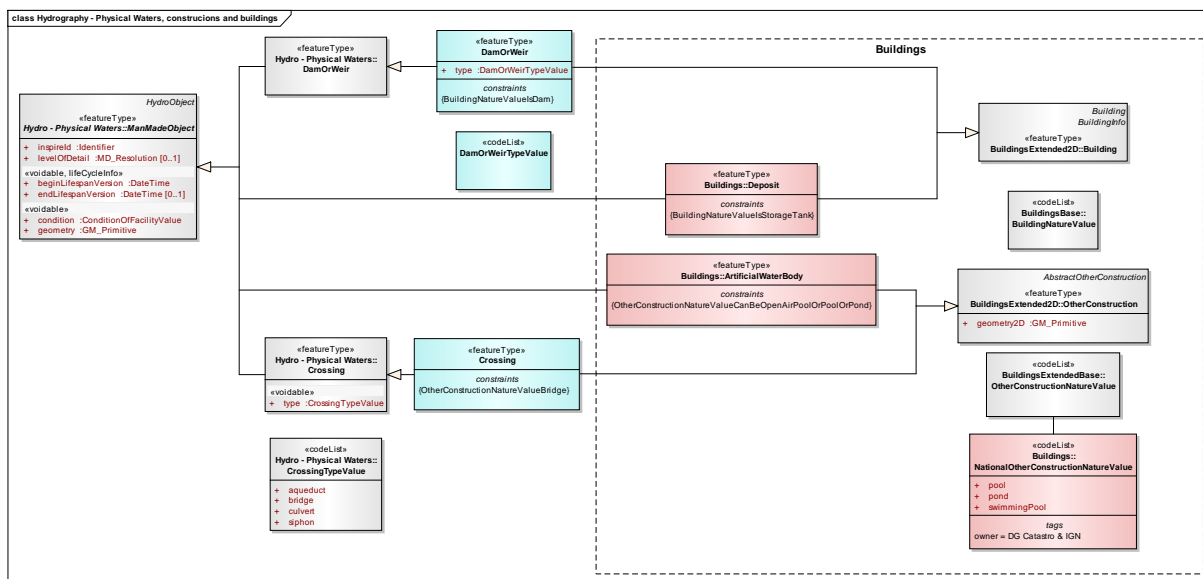 class Hydrography - Physical Waters, construcions and buildings
HydroObject
«featureType»
Hydro - Physical Waters::ManMadeObject
+ inspireId :Identifier
+ levelOfDetail :MD_Resolution [0..1]
«voidable, lifeCycleInfo»
+ beginLifespanVersion :DateTime
+ endLifespanVersion :DateTime [0..1]
«voidable»
+ condition :ConditionOfFacilityValue
+ geometry :GM_Primitive
«featureType»
Hydro - Physical Waters::
DamOrWeir
«featureType»
DamOrWeir
+ type :DamOrWeirTypeValue
constraints
{BuildingNatureValueIsDam}
«codeList»
DamOrWeirTypeValue
Buildings
Building
BuildingInfo
«featureType»
BuildingsExtended2D::Building
«featureType»
Buildings::Deposit
constraints
{BuildingNatureValueIsStorageTank}
«codeList»
BuildingsBase::
BuildingNatureValue
«featureType»
Buildings::ArtificialWaterBody
constraints
{OtherConstructionNatureValueCanBeOpenAirPoolOrPoolOrPond}
AbstractOtherConstruction
«featureType»
BuildingsExtended2D::OtherConstruction
+ geometry2D :GM_Primitive
«featureType»
Hydro - Physical Waters::
Crossing
«voidable»
+ type :CrossingTypeValue
«featureType»
Crossing
constraints
{OtherConstructionNatureValueBridge}
«codeList»
BuildingsExtendedBase::
OtherConstructionNatureValue
«codeList»
Hydro - Physical Waters::
CrossingTypeValue
+ aqueduct
+ bridge
+ culvert
+ siphon
«codeList»
Buildings::
NationalOtherConstructionNatureValue
+ pool
+ pond
+ swimmingPool
tags
owner = DG Catastro & IGN